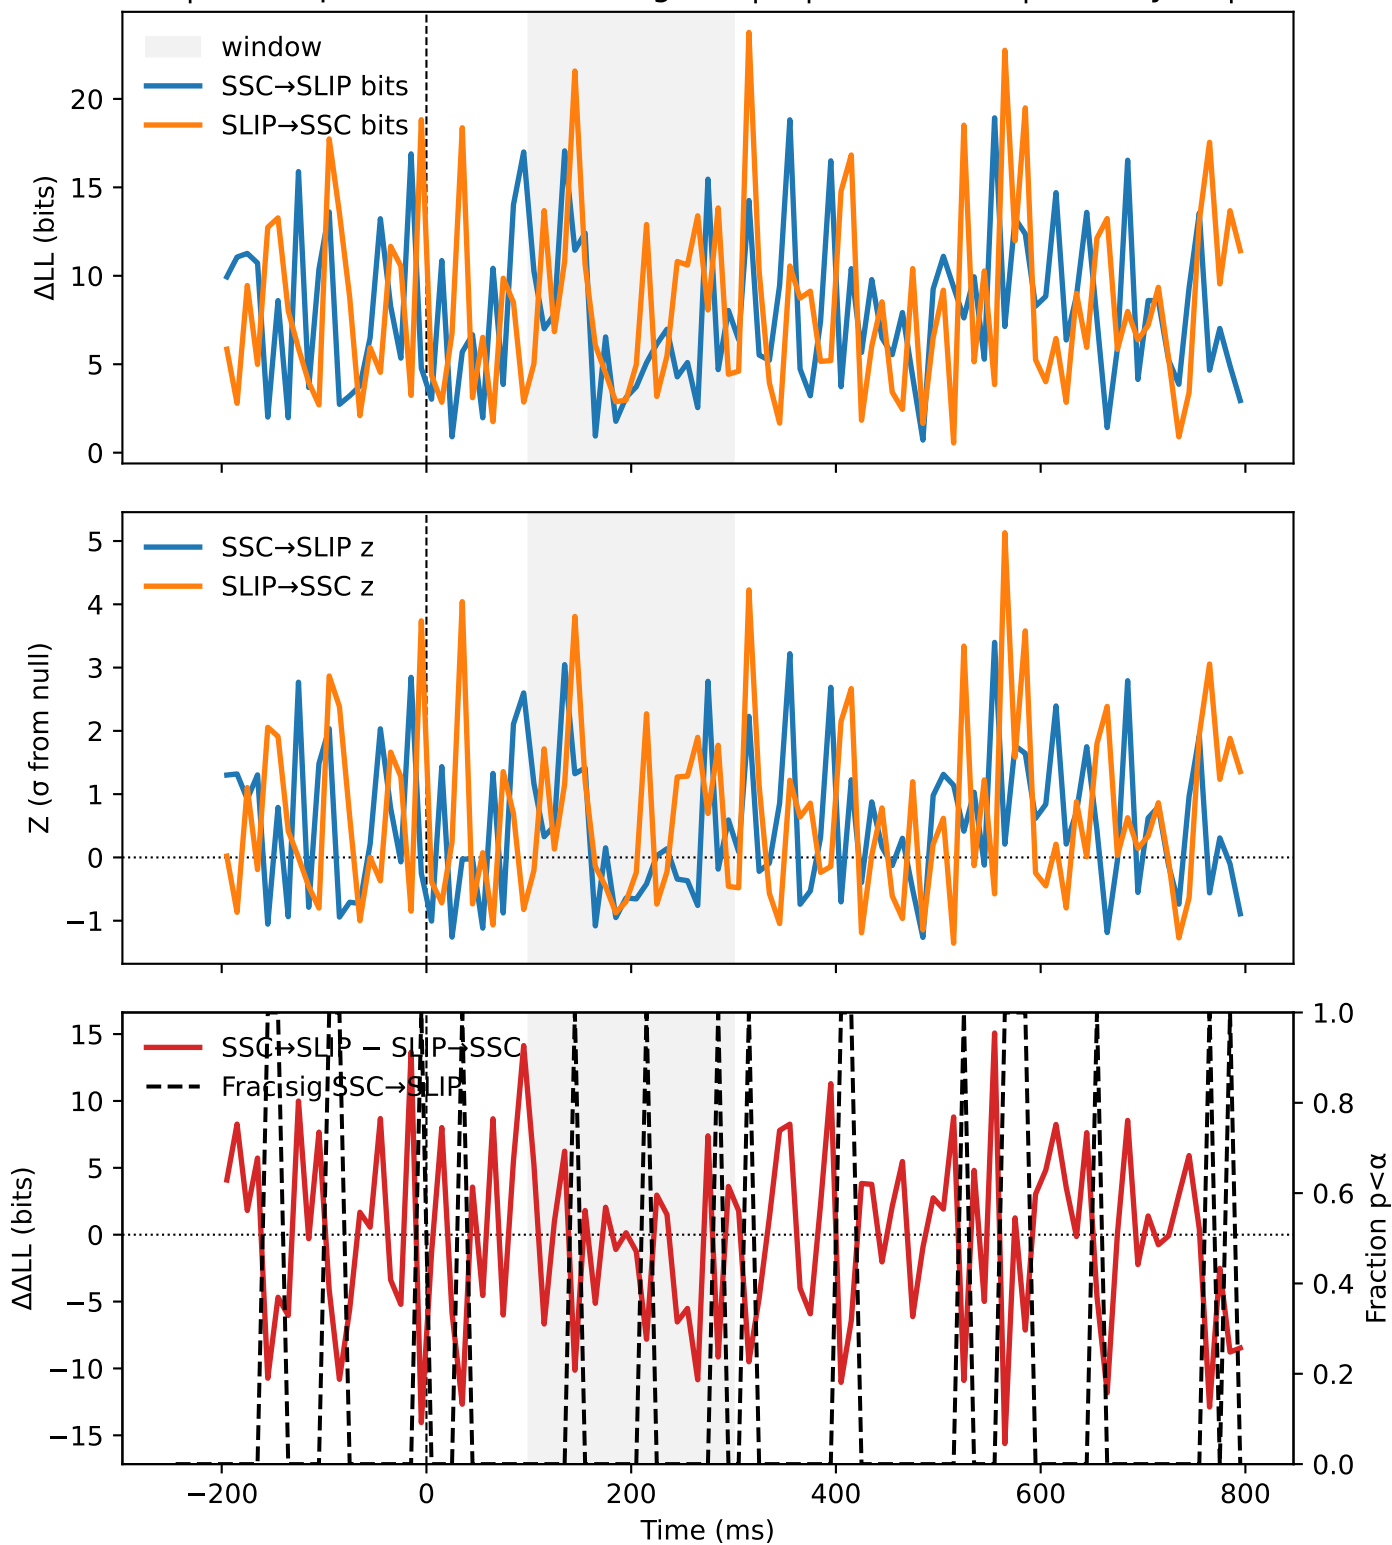 window
SSC→SLIP bits
SLIP→SSC bits
20
15
10
5
0
ΔLL (bits)
SSC→SLIP z
SLIP→SSC z
5
4
3
2
1
0
−1
Z (σ from null)
SSC→SLIP − SLIP→SSC
Frac sig SSC→SLIP
15
10
5
0
−5
−10
−15
ΔΔLL (bits)
1.0
0.8
0.6
0.4
0.2
0.0
Fraction p<α
−200
0
200
400
600
800
Time (ms)